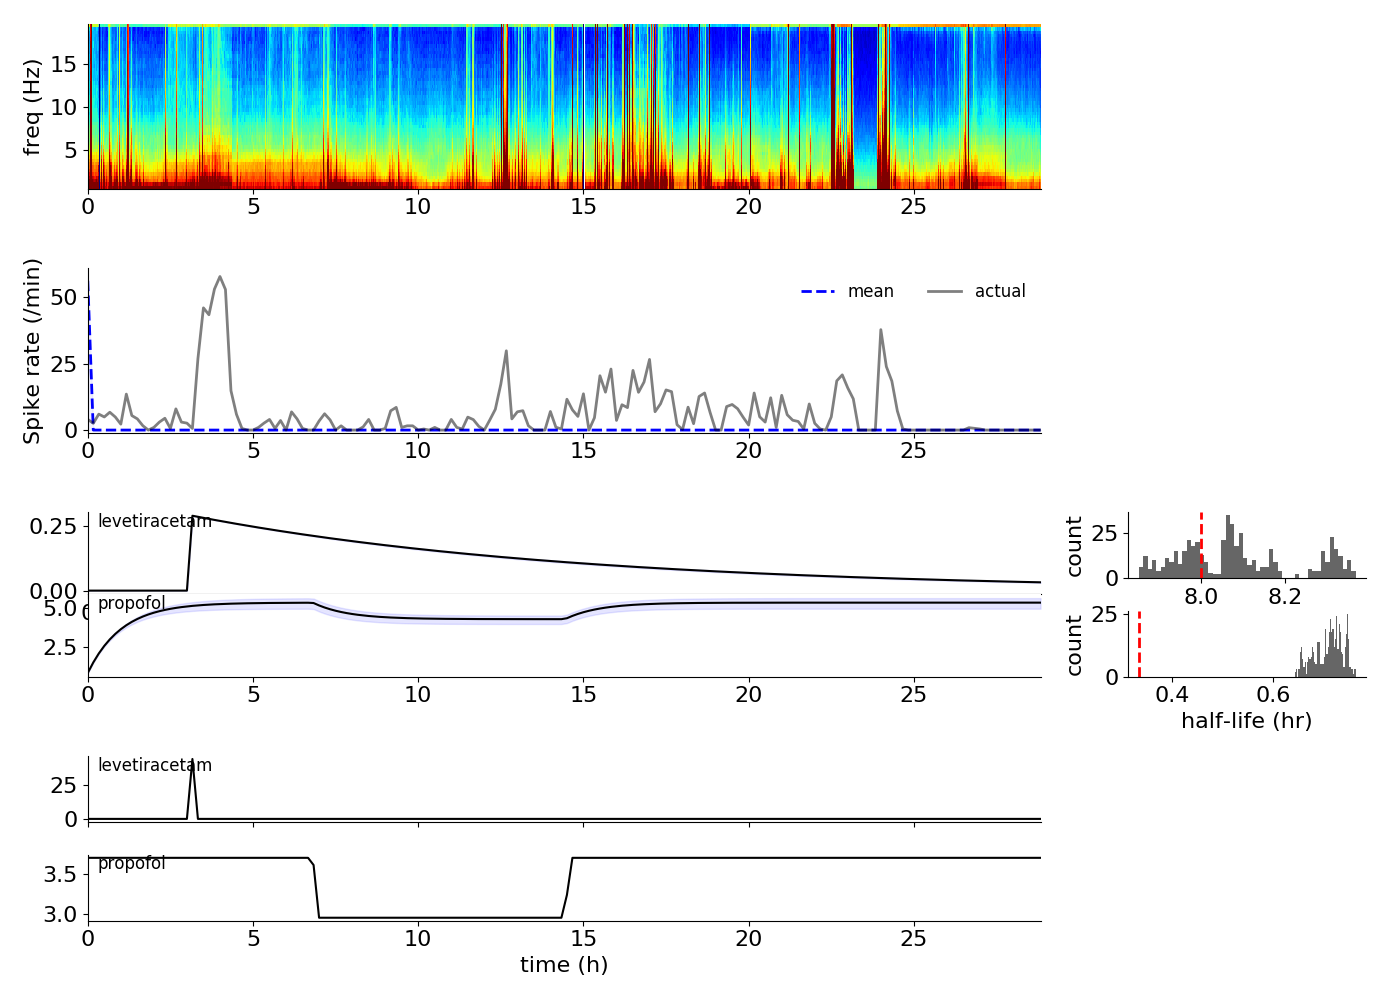 freq (Hz)
15
10
5
0 5 10 15 20 25
Spike rate (/min)
50
25
0
mean actual
0 5 10 15 20 25
levetiracetam
0.25
0.00
propofol
5.0
2.5
0 5 10 15 20 25
count
25
0
8.0 8.2
count
25
0
0.4 0.6
half-life (hr)
levetiracetam
25
0
propofol
3.5
3.0
0 5 10 15 20 25
time (h)